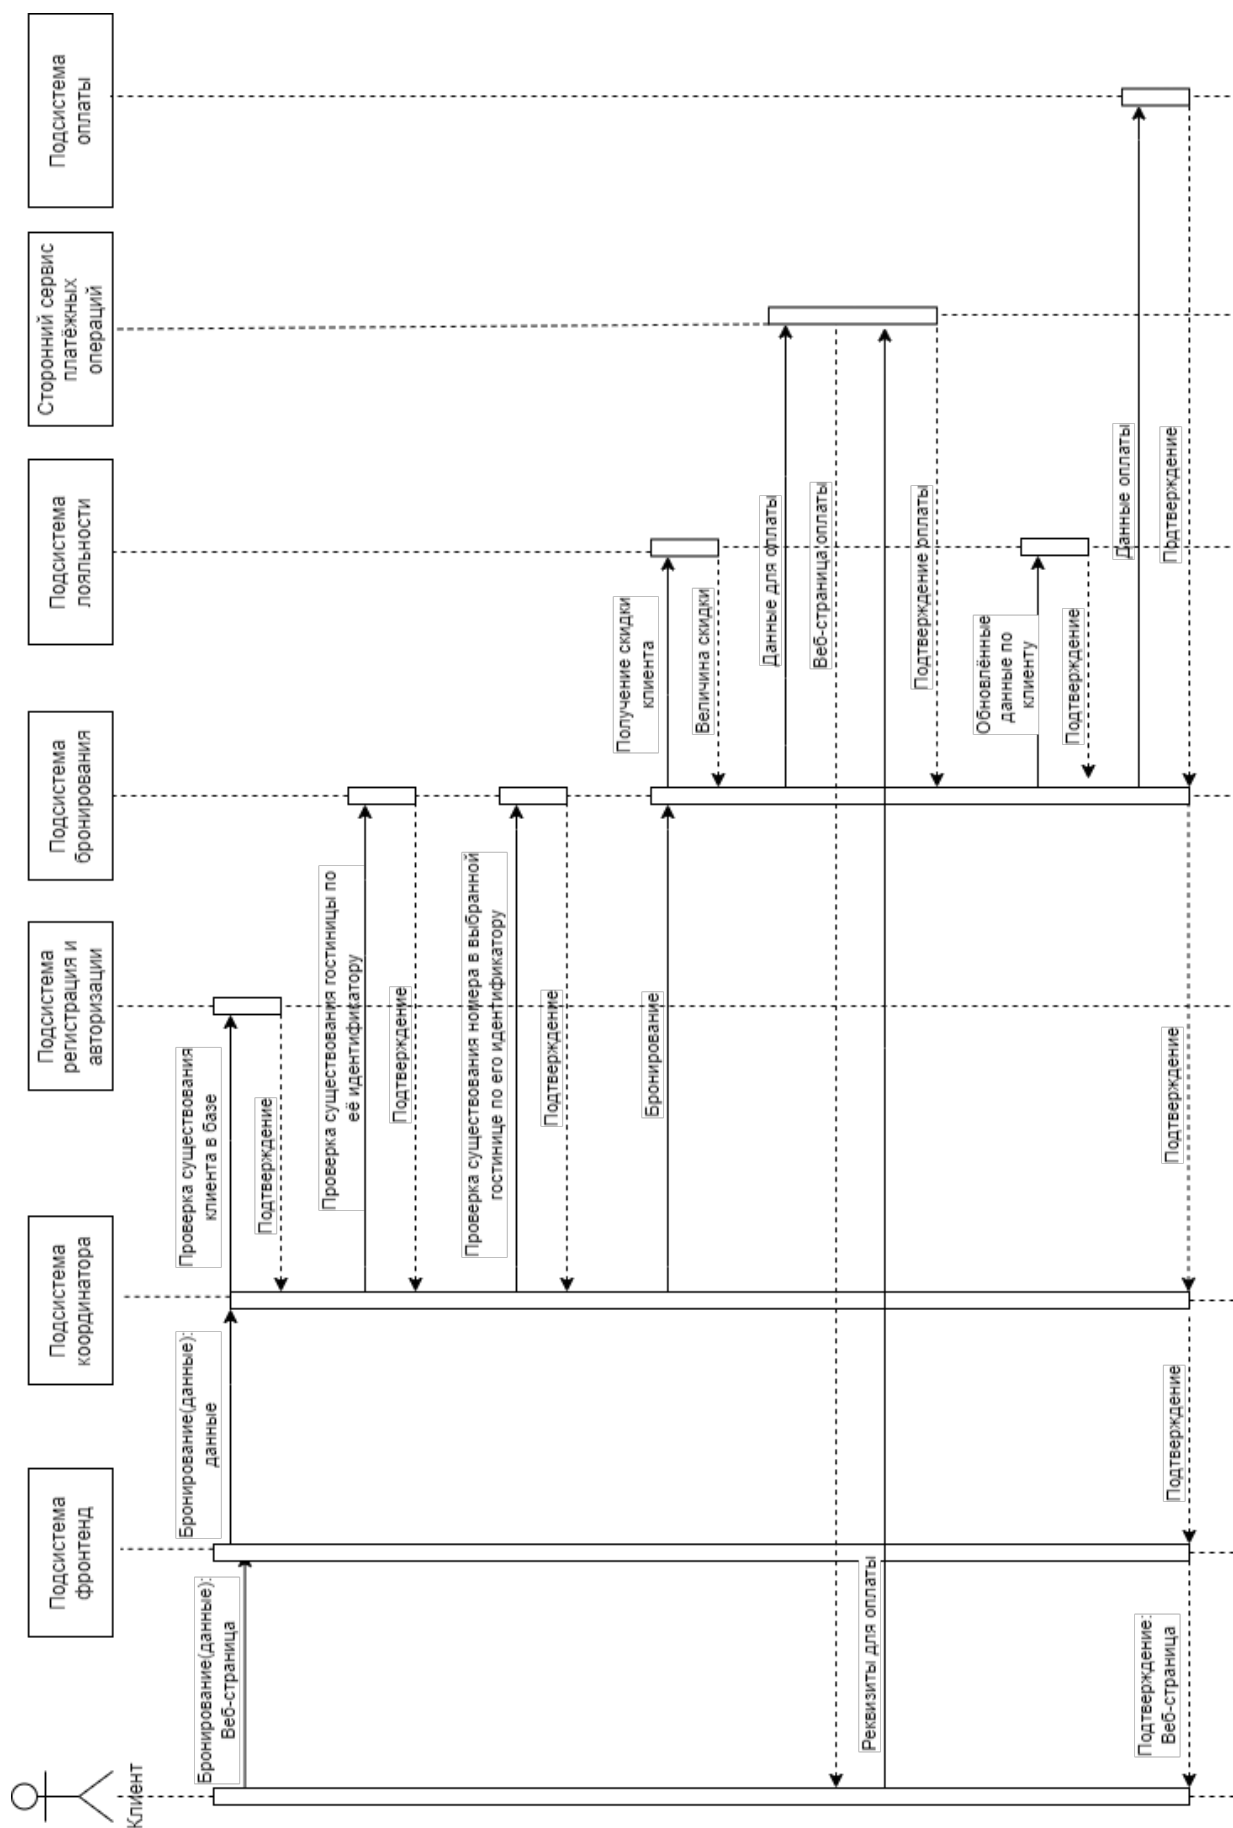 Клиент
Подсистема
фронтенд
Подсистема
координатора
Подсистема
регистрация и
авторизации
Подсистема
бронирования
Подсистема
лояльности
Сторонний сервис
платёжных
операций
Подсистема
оплаты
Бронирование(данные):
Веб-страница
Бронирование(данные):
данные
Проверка существования
клиента в базе
Подтверждение
Проверка существования гостиницы по
её идентификатору
Подтверждение
Проверка существования номера в выбранной
гостинице по его идентификатору
Подтверждение
Бронирование
Получение скидки
клиента
Величина скидки
Данные для оплаты
Веб-страница оплаты
Реквизиты для оплаты
Подтверждение оплаты
Обновлённые
данные по
клиенту
Подтверждение
Данные оплаты
Подтверждение
Подтверждение
Подтверждение
Подтверждение:
Веб-страница